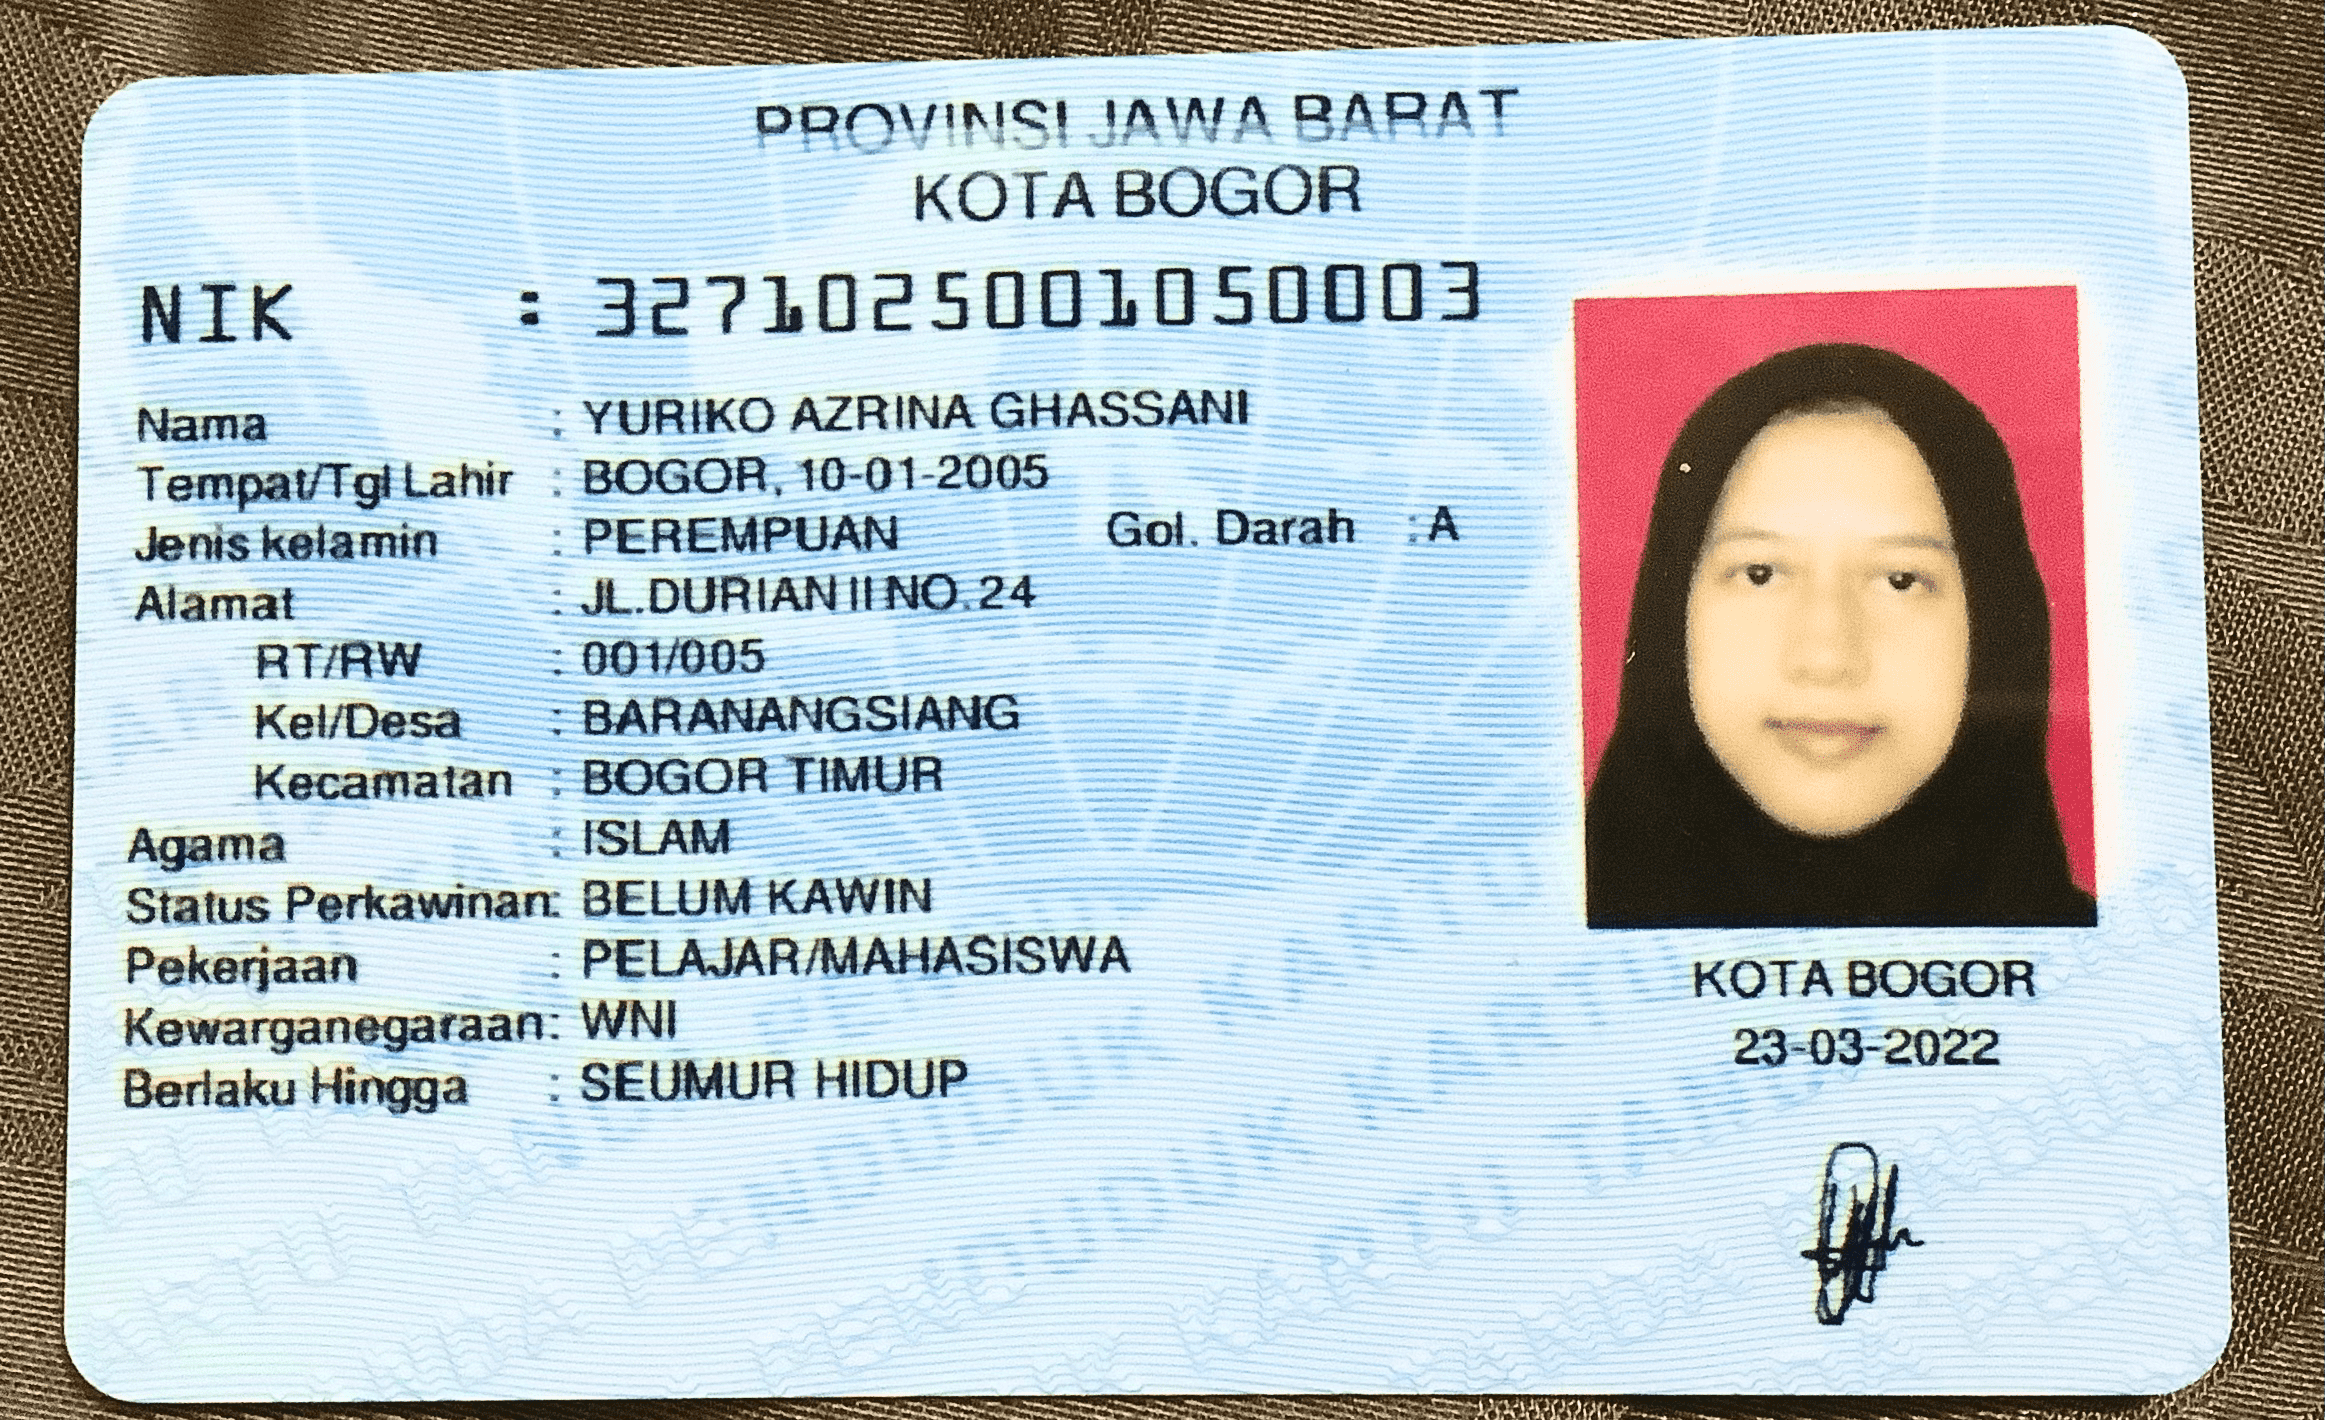 PROVINSI JAWA BARAT
KOTA BOGOR
NIK : 3271025001050003
Nama : YURIKO AZRINA GHASSANI
Tempat/Tgl Lahir : BOGOR, 10-01-2005
Jenis kelamin : PEREMPUAN Gol. Darah : A
Alamat : JL.DURIAN II NO.24
RT/RW : 001/005
Kel/Desa : BARANANGSIANG
Kecamatan : BOGOR TIMUR
Agama : ISLAM
Status Perkawinan: BELUM KAWIN
Pekerjaan : PELAJAR/MAHASISWA
Kewarganegaraan: WNI
Berlaku Hingga : SEUMUR HIDUP
KOTA BOGOR
23-03-2022